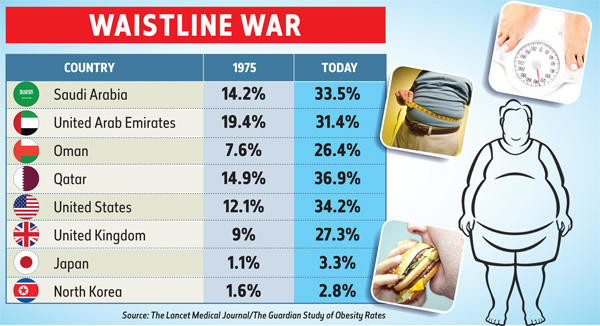 WAISTLINE WAR
COUNTRY 1975 TODAY
Saudi Arabia 14.2% 33.5%
United Arab Emirates 19.4% 31.4%
Oman 7.6% 26.4%
Qatar 14.9% 36.9%
United States 12.1% 34.2%
United Kingdom 9% 27.3%
Japan 1.1% 3.3%
North Korea 1.6% 2.8%
Source: The Lancet Medical Journal/The Guardian Study of Obesity Rates